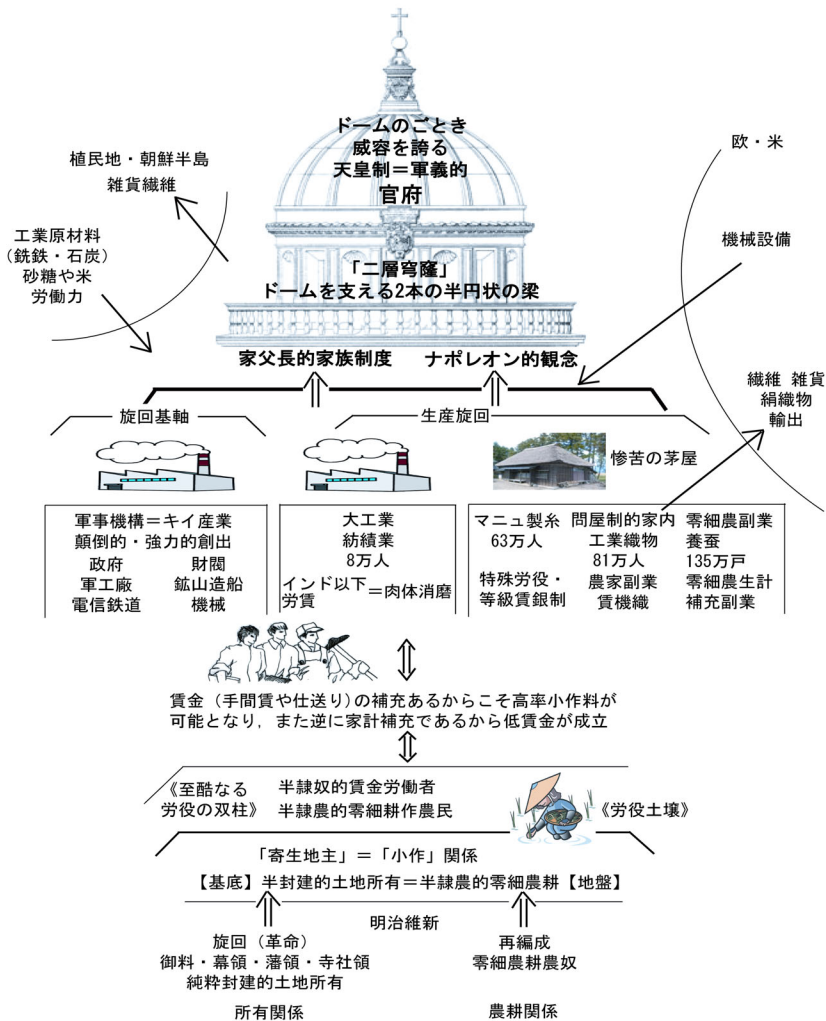 ドームのごとき
威容を誇る
天皇制＝軍義的
官府
「二層穹窿」
ドームを支える2本の半円状の梁
植民地・朝鮮半島
雑貨繊維
工業原材料
（銑鉄・石炭）
砂糖や米
労働力
欧・米
機械設備
繊維 雑貨
絹織物
輸出
家父長的家族制度
ナポレオン的観念
旋回基軸
生産旋回
惨苦の茅屋
軍事機構＝キイ産業
顛倒的・強力的創出
政府 財閥
軍工廠 鉱山造船
電信鉄道 機械
大工業
紡績業
8万人
インド以下
労賃
＝肉体消磨
マニュ製糸
63万人
特殊労役・
等級賃銀制
問屋制的家内
工業織物
81万人
農家副業
賃機織
零細農副業
養蚕
135万戸
零細農生計
補充副業
賃金（手間賃や仕送り）の補充あるからこそ高率小作料が
可能となり，また逆に家計補充であるから低賃金が成立
《至酷なる
労役の双柱》
半隷奴的賃金労働者
半隷農的零細耕作農民
《労役土壌》
「寄生地主」＝「小作」関係
【基底】半封建的土地所有＝半隷農的零細農耕【地盤】
明治維新
旋回（革命）
御料・幕領・藩領・寺社領
純粋封建的土地所有
所有関係
再編成
零細農耕農奴
農耕関係